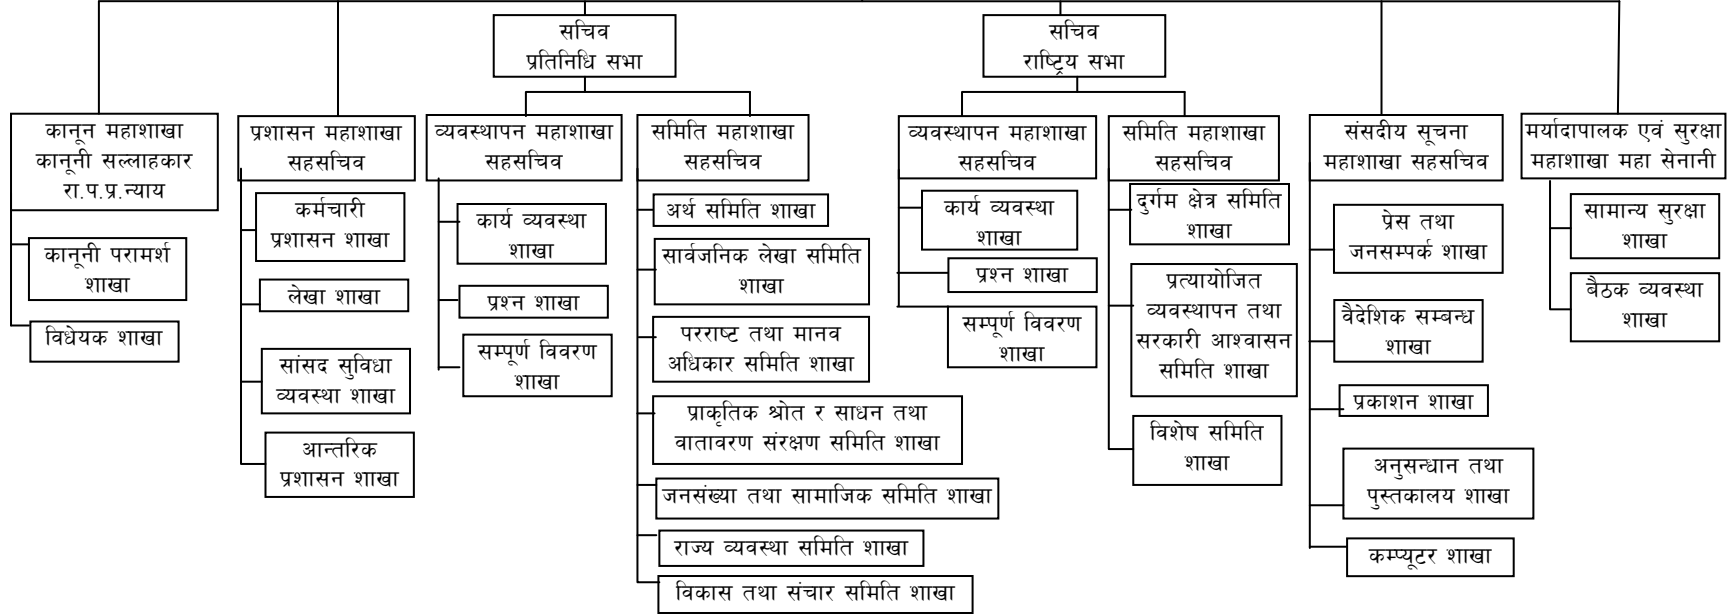 सचिव
प्रतिनिधि सभा
सचिव
राष्ट्रिय सभा
कानून महाशाखा
कानूनी सल्लाहकार
रा.प.प्र.न्याय
कानूनी परामर्श
शाखा
विधेयक शाखा
प्रशासन महाशाखा
सहसचिव
कर्मचारी
प्रशासन शाखा
लेखा शाखा
सांसद सुविधा
व्यवस्था शाखा
आन्तरिक
प्रशासन शाखा
व्यवस्थापन महाशाखा
सहसचिव
कार्य व्यवस्था
शाखा
प्रश्न शाखा
सम्पूर्ण विवरण
शाखा
समिति महाशाखा
सहसचिव
अर्थ समिति शाखा
सार्वजनिक लेखा समिति
शाखा
परराष्ट तथा मानव
अधिकार समिति शाखा
प्राकृतिक श्रोत र साधन तथा
वातावरण संरक्षण समिति शाखा
जनसंख्या तथा सामाजिक समिति शाखा
राज्य व्यवस्था समिति शाखा
विकास तथा संचार समिति शाखा
व्यवस्थापन महाशाखा
सहसचिव
कार्य व्यवस्था
शाखा
प्रश्न शाखा
सम्पूर्ण विवरण
शाखा
समिति महाशाखा
सहसचिव
दुर्गम क्षेत्र समिति
शाखा
प्रत्यायोजित
व्यवस्थापन तथा
सरकारी आश्वासन
समिति शाखा
विशेष समिति
शाखा
संसदीय सूचना
महाशाखा सहसचिव
प्रेस तथा
जनसम्पर्क शाखा
वैदेशिक सम्बन्ध
शाखा
प्रकाशन शाखा
अनुसन्धान तथा
पुस्तकालय शाखा
कम्प्यूटर शाखा
मर्यादापालक एवं सुरक्षा
महाशाखा महा सेनानी
सामान्य सुरक्षा
शाखा
बैठक व्यवस्था
शाखा